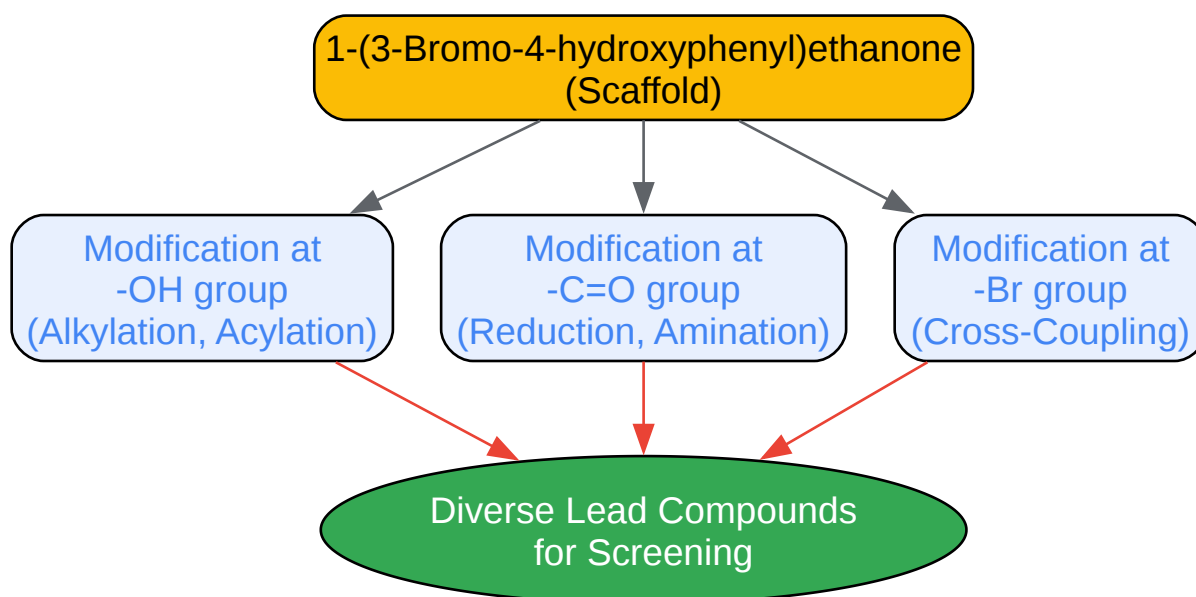 1-(3-Bromo-4-hydroxyphenyl)ethanone
(Scaffold)
Modification at
-OH group
(Alkylation, Acylation)
Modification at
-C=O group
(Reduction, Amination)
Modification at
-Br group
(Cross-Coupling)
Diverse Lead Compounds
for Screening